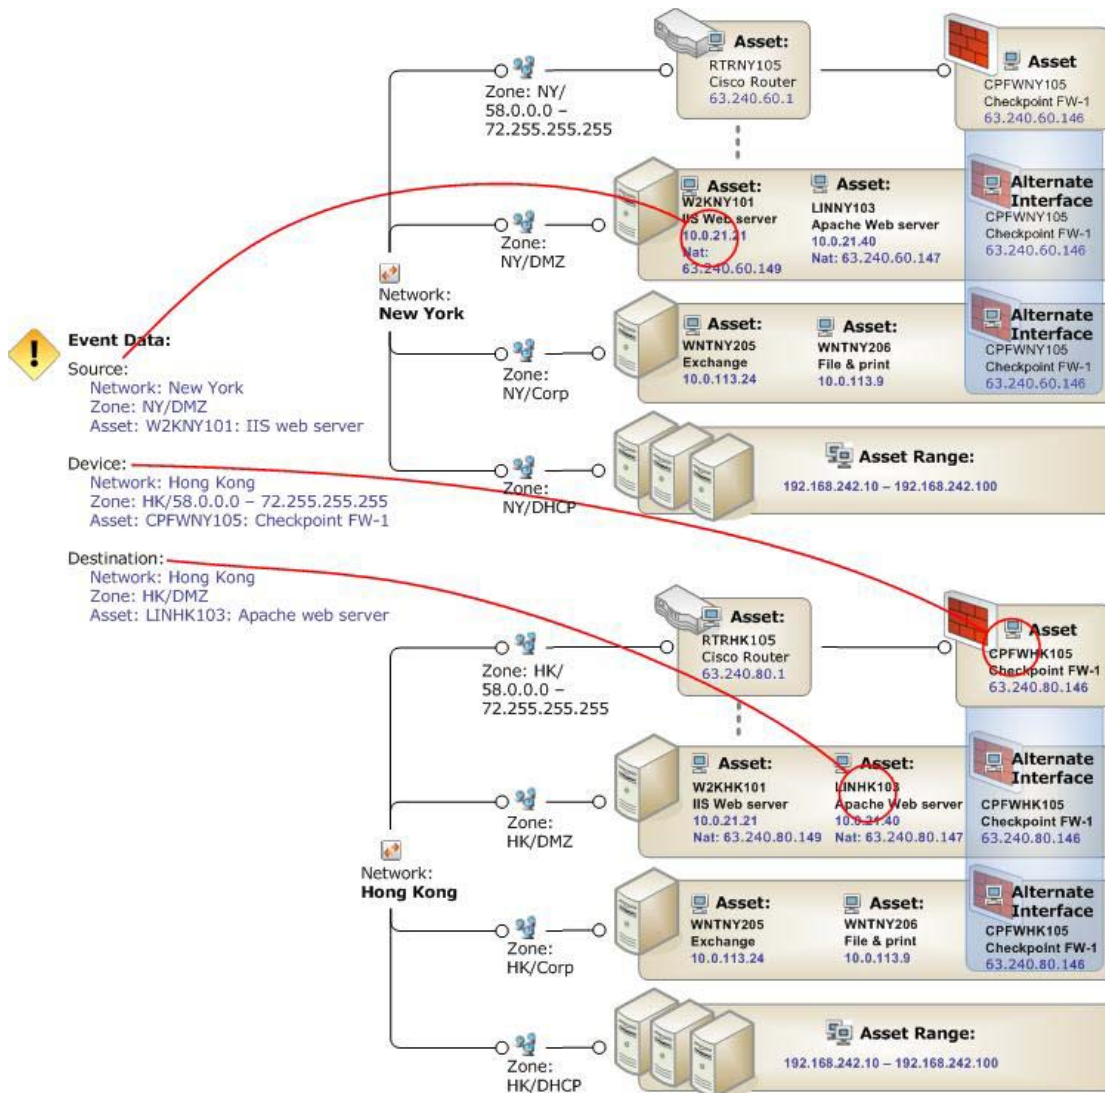 Asset:
RTRNY105
Cisco Router
63.240.60.1
Asset
CPFWNY105
Checkpoint FW-1
63.240.60.146
Zone: NY/
58.0.0.0 –
72.255.255.255
Asset:
W2KNY101
IIS Web server
10.0.21.21
Nat:
63.240.60.149
Asset:
LINNY103
Apache Web server
10.0.21.40
Nat: 63.240.60.147
Alternate
Interface
CPFWNY105
Checkpoint FW-1
63.240.60.146
Zone:
NY/DMZ
Network:
New York
Asset:
WNTNY205
Exchange
10.0.113.24
Asset:
WNTNY206
File & print
10.0.113.9
Alternate
Interface
CPFWNY105
Checkpoint FW-1
63.240.60.146
Zone:
NY/Corp
Event Data:
Source:
Network: New York
Zone: NY/DMZ
Asset: W2KNY101: IIS web server
Device:
Network: Hong Kong
Zone: HK/58.0.0.0 – 72.255.255.255
Asset: CPFWNY105: Checkpoint FW-1
Destination:
Network: Hong Kong
Zone: HK/DMZ
Asset: LINHK103: Apache web server
Asset Range:
192.168.242.10 – 192.168.242.100
Zone:
NY/DHCP
Asset:
RTRHK105
Cisco Router
63.240.80.1
Asset
CPFWHK105
Checkpoint FW-1
63.240.80.146
Zone: HK/
58.0.0.0 –
72.255.255.255
Asset:
W2KHK101
IIS Web server
10.0.21.21
Nat: 63.240.80.149
Asset:
LINHK103
Apache Web server
10.0.21.40
Nat: 63.240.80.147
Alternate
Interface
CPFWHK105
Checkpoint FW-1
63.240.80.146
Zone:
HK/DMZ
Network:
Hong Kong
Asset:
WNTNY205
Exchange
10.0.113.24
Asset:
WNTNY206
File & print
10.0.113.9
Alternate
Interface
CPFWHK105
Checkpoint FW-1
63.240.80.146
Zone:
HK/Corp
Asset Range:
192.168.242.10 – 192.168.242.100
Zone:
HK/DHCP